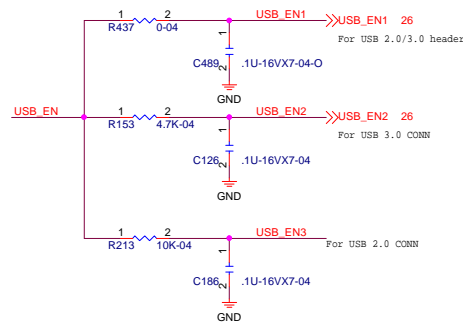 1 2 USB_EN1 USB_EN1 26
R437 0-04
For USB 2.0/3.0 header
1
C489 .1U-16VX7-04-O
2
GND
USB_EN 1 2 USB_EN2 USB_EN2 26
R153 4.7K-04
For USB 3.0 CONN
1
C126 .1U-16VX7-04
2
GND
1 2 USB_EN3
R213 10K-04
For USB 2.0 CONN
1
C186 .1U-16VX7-04
2
GND